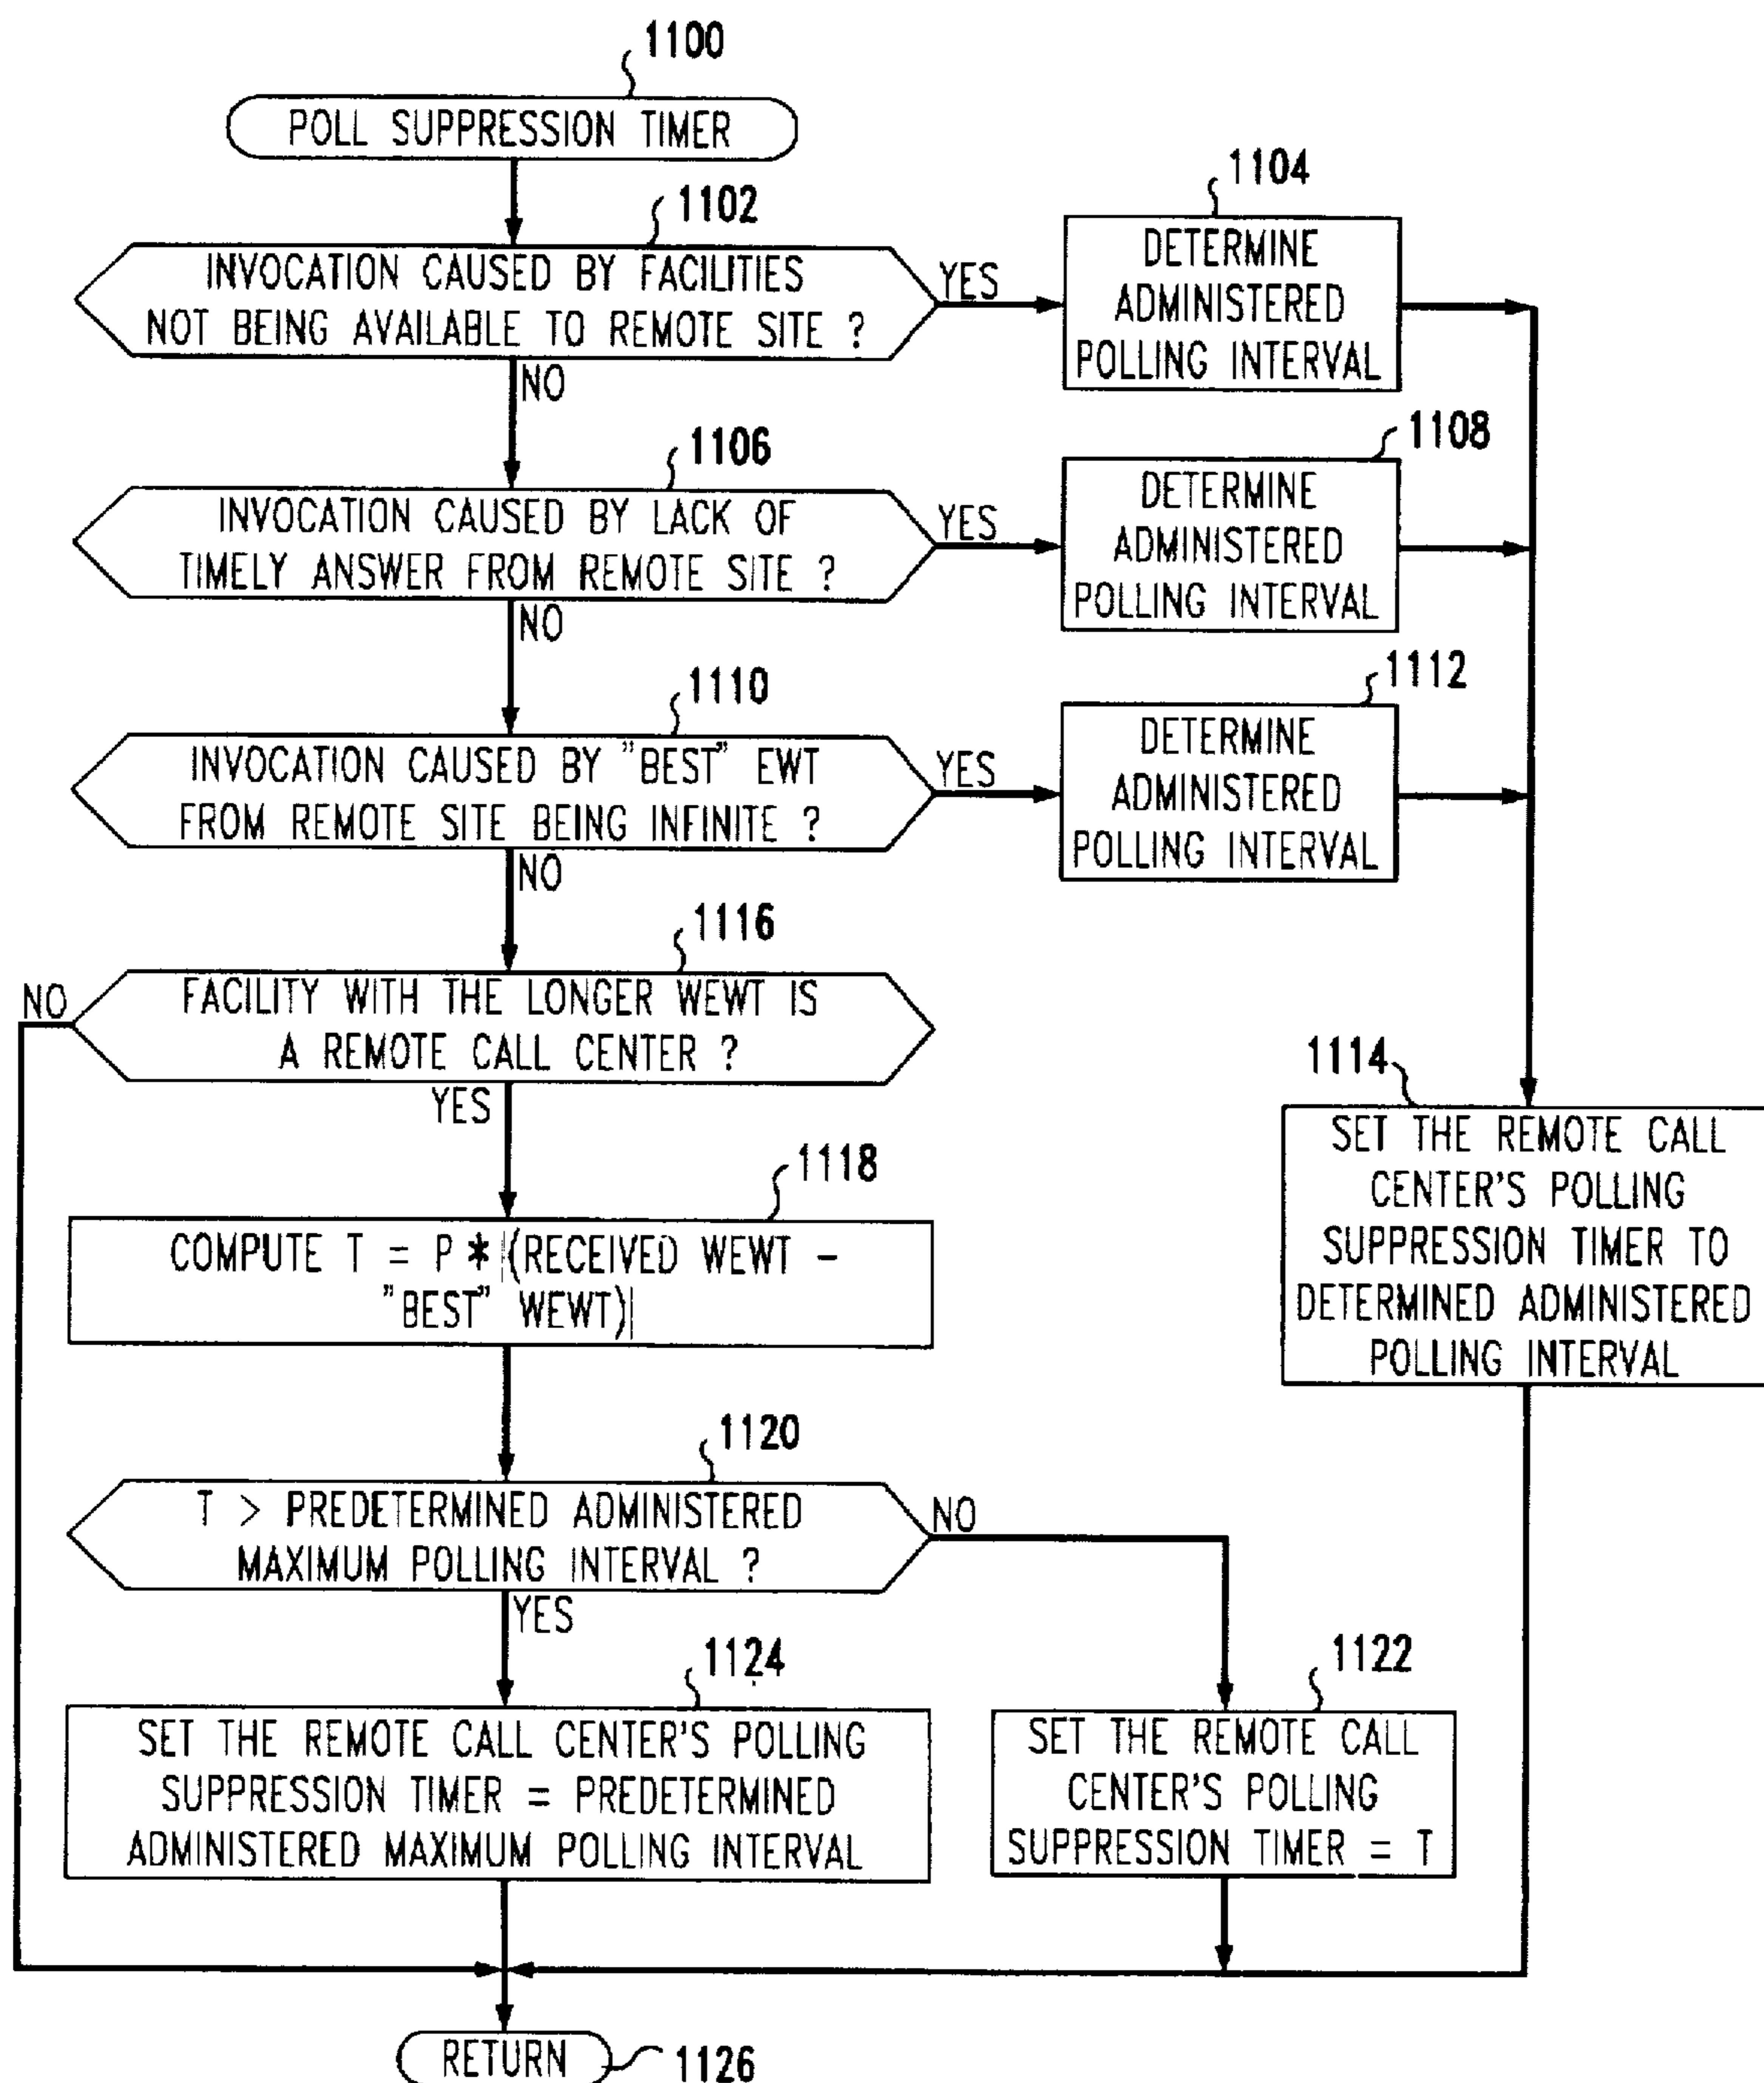 1100
POLL SUPPRESSION TIMER
1102
INVOCATION CAUSED BY FACILITIES
NOT BEING AVAILABLE TO REMOTE SITE ?
YES
NO
1104
DETERMINE
ADMINISTERED
POLLING INTERVAL
1106
INVOCATION CAUSED BY LACK OF
TIMELY ANSWER FROM REMOTE SITE ?
YES
NO
1108
DETERMINE
ADMINISTERED
POLLING INTERVAL
1110
INVOCATION CAUSED BY "BEST" EWT
FROM REMOTE SITE BEING INFINITE ?
YES
NO
1112
DETERMINE
ADMINISTERED
POLLING INTERVAL
1116
NO
FACILITY WITH THE LONGER WEWT IS
A REMOTE CALL CENTER ?
YES
1114
SET THE REMOTE CALL
CENTER'S POLLING
SUPPRESSION TIMER TO
DETERMINED ADMINISTERED
POLLING INTERVAL
1118
COMPUTE T = P * |(RECEIVED WEWT -
"BEST" WEWT)|
1120
T > PREDETERMINED ADMINISTERED
MAXIMUM POLLING INTERVAL ?
NO
YES
1124
SET THE REMOTE CALL CENTER'S POLLING
SUPPRESSION TIMER = PREDETERMINED
ADMINISTERED MAXIMUM POLLING INTERVAL
1122
SET THE REMOTE CALL
CENTER'S POLLING
SUPPRESSION TIMER = T
RETURN
1126